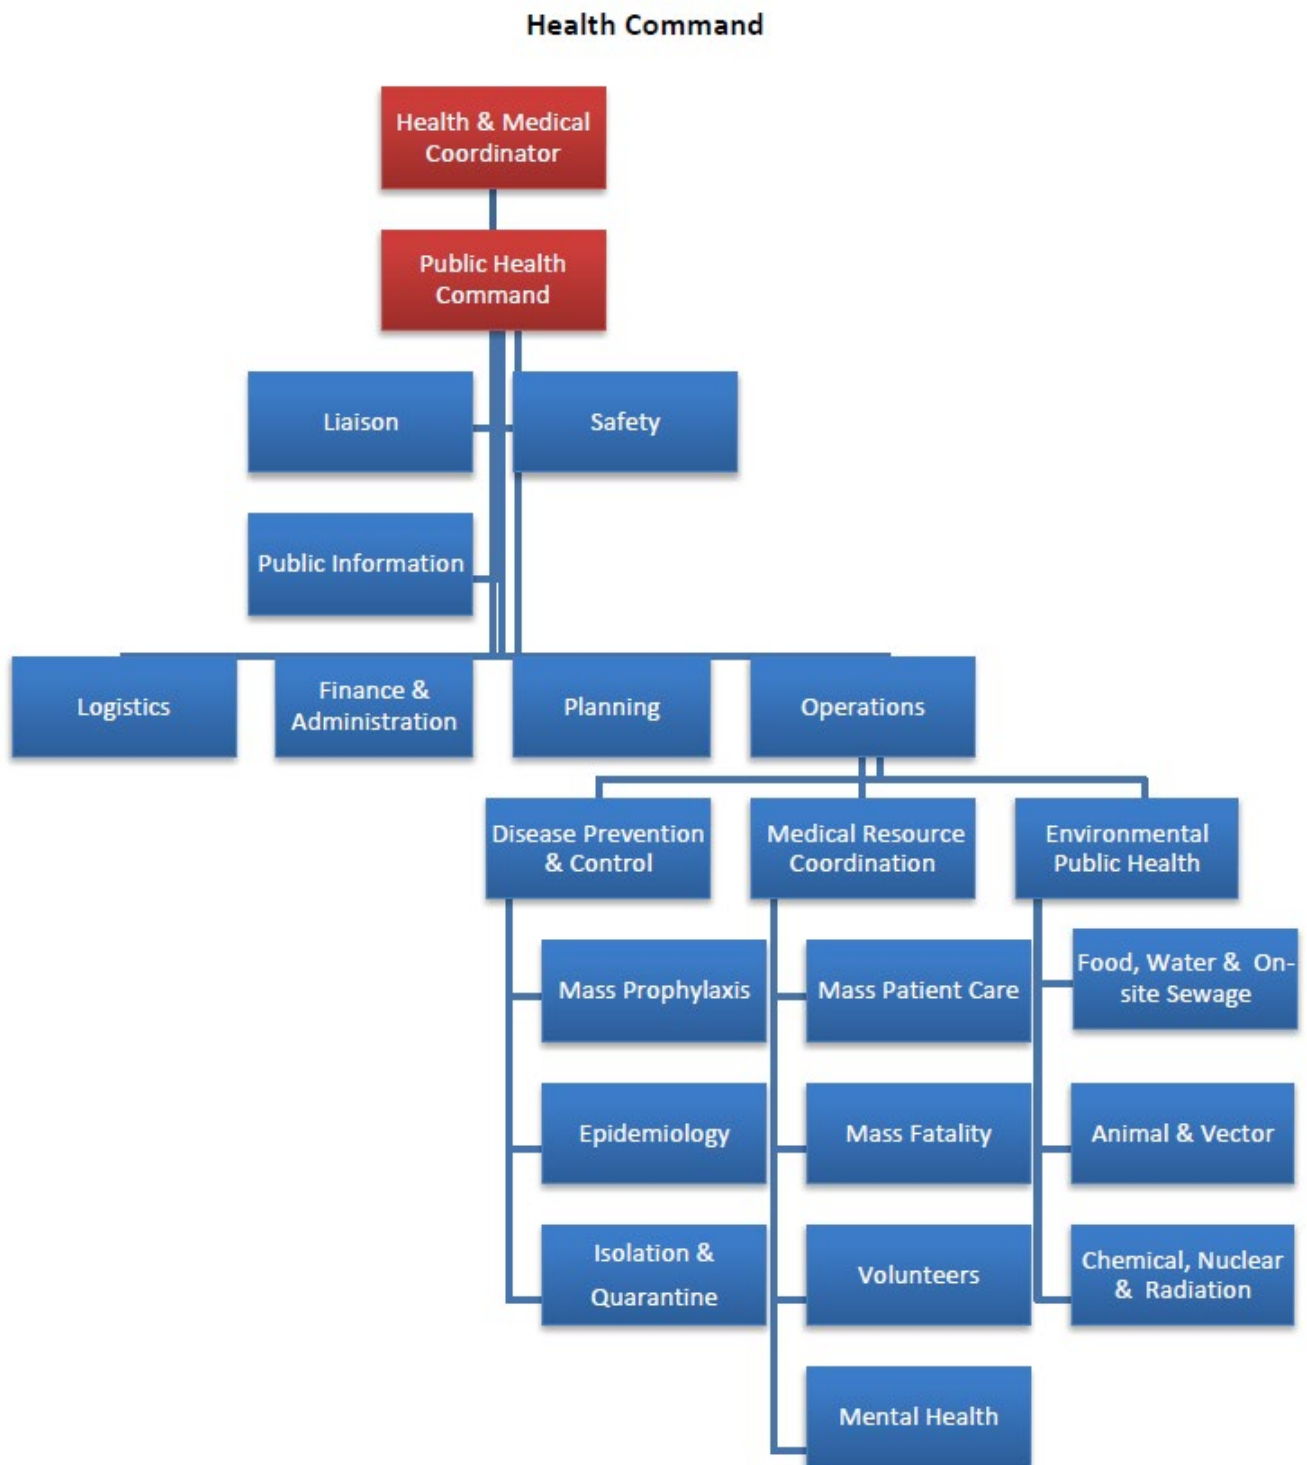 Health Command
Health & Medical
Coordinator
Public Health
Command
Liaison
Safety
Public Information
Logistics
Finance &
Administration
Planning
Operations
Disease Prevention
& Control
Medical Resource
Coordination
Environmental
Public Health
Mass Prophylaxis
Mass Patient Care
Food, Water &  On-
site Sewage
Epidemiology
Mass Fatality
Animal & Vector
Isolation &
Quarantine
Volunteers
Chemical, Nuclear
&  Radiation
Mental Health